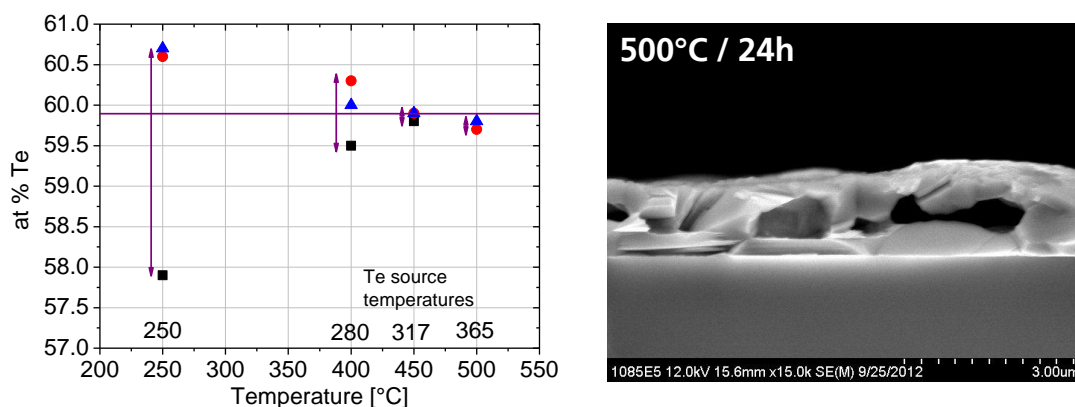 61.0
60.5
60.0
59.5
59.0
58.5
58.0
57.5
57.0
at % Te
Te source
temperatures
250 280 317 365
200 250 300 350 400 450 500 550
Temperature [°C]
500°C / 24h
1085E5 12.0kV 15.6mm x15.0k SE(M) 9/25/2012 3.00um